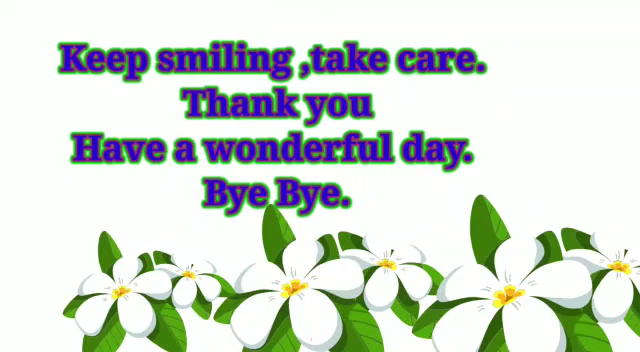 Keep smiling ,take care.
Thank you
Have a wonderful day.
Bye Bye.